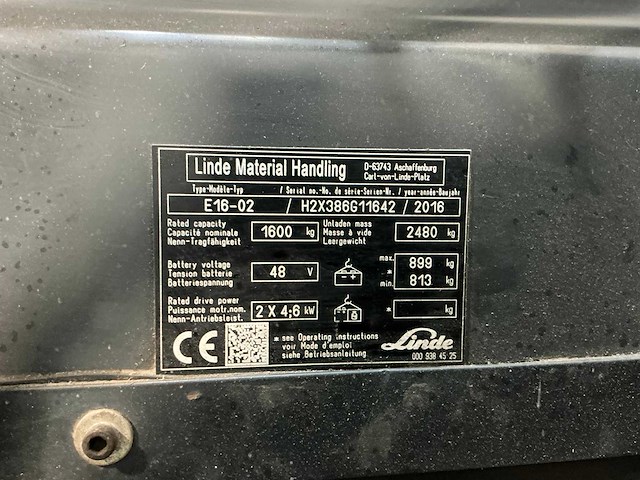 Linde Material Handling D-63743 Aschaffenburg
Carl-von-Linde-Platz
Type-Modèle-Typ / Serial no.-No. de série-Serien-Nr. / year-année-Baujahr
E16-02 / H2X386G11642 / 2016
Rated capacity
Capacité nominale
Nenn-Tragfähigkeit
1600 kg
Unladen mass
Masse à vide
Leergewicht
2480 kg
Battery voltage
Tension batterie
Batteriespannung
48 V
- +
max. 899 kg
*
min. 813 kg
Rated drive power
Puissance motr.nom.
Nenn-Antriebsleist.
2 X 4,6 kW
* kg
CE
* see Operating instructions
voir Mode d'emploi
siehe Betriebsanleitung
Linde
000 938 45 25